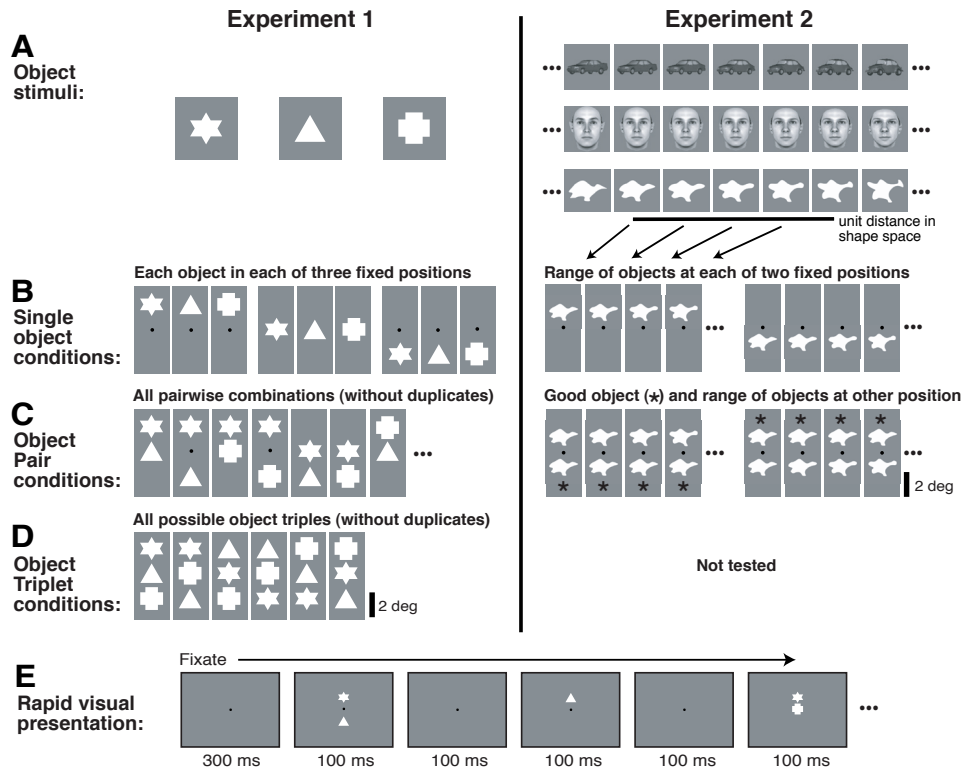 Experiment 1
Experiment 2
A
Object
stimuli:
••• •••
••• •••
••• •••
unit distance in
shape space
B
Single
object
conditions:
Each object in each of three fixed positions
Range of objects at each of two fixed positions
••• •••
C
Object
Pair
conditions:
All pairwise combinations (without duplicates)
•••
Good object (*) and range of objects at other position
* * * *
••• •••
* * * *
2 deg
D
Object
Triplet
conditions:
All possible object triples (without duplicates)
2 deg
Not tested
E
Rapid visual
presentation:
Fixate
•••
300 ms 100 ms 100 ms 100 ms 100 ms 100 ms